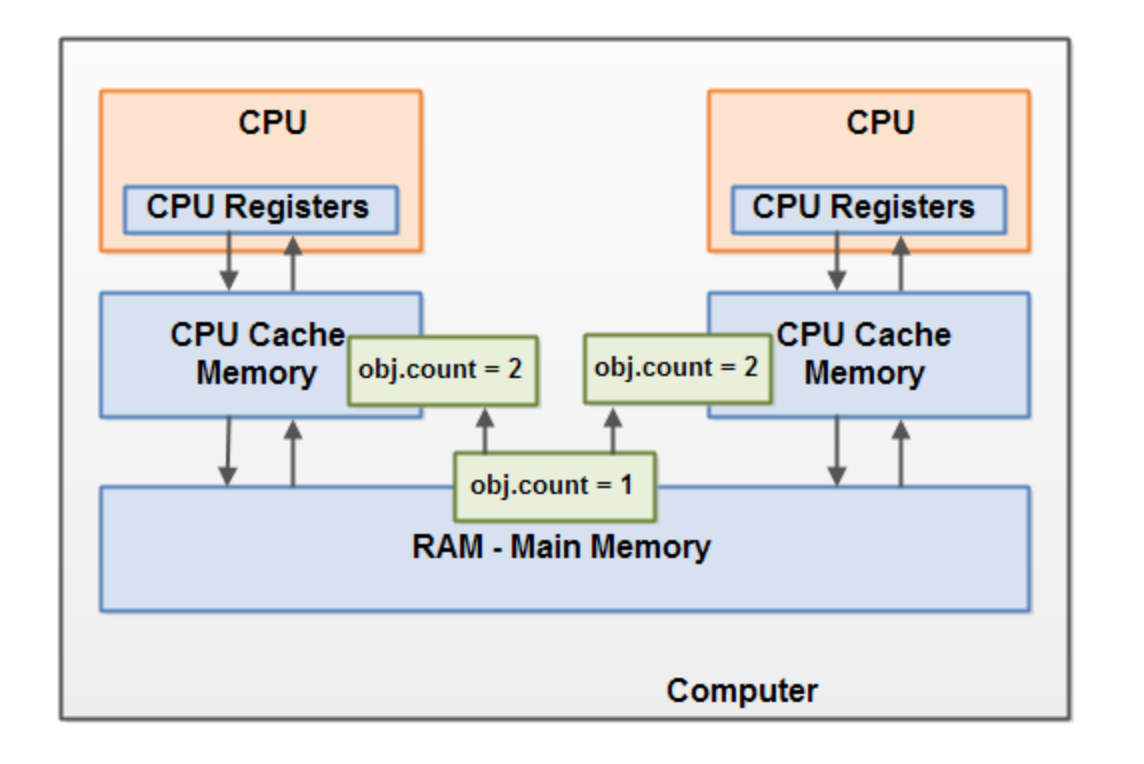 CPU
CPU
CPU Registers
CPU Registers
CPU Cache
Memory
obj.count = 2
obj.count = 2
CPU Cache
Memory
obj.count = 1
RAM - Main Memory
Computer